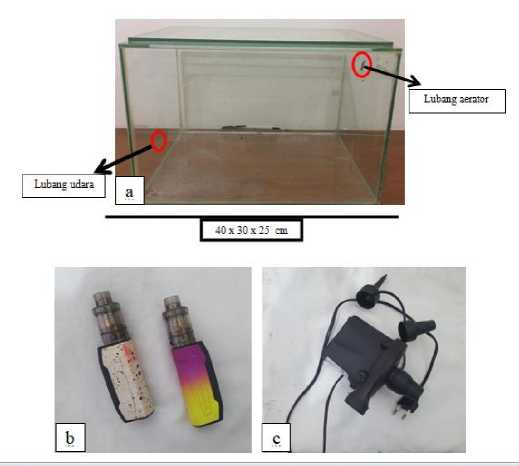 Lubang aerator
Lubang udara
a
40 x 30 x 25 cm
b
c